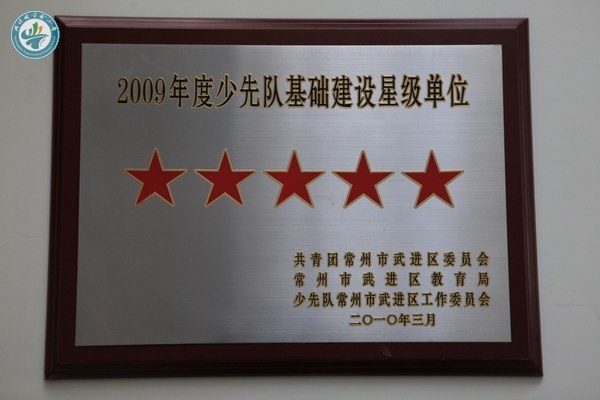 2009年度少先队基础建设星级单位
共青团常州市武进区委员会
常州市武进区教育局
少先队常州市武进区工作委员会
二〇一〇年三月